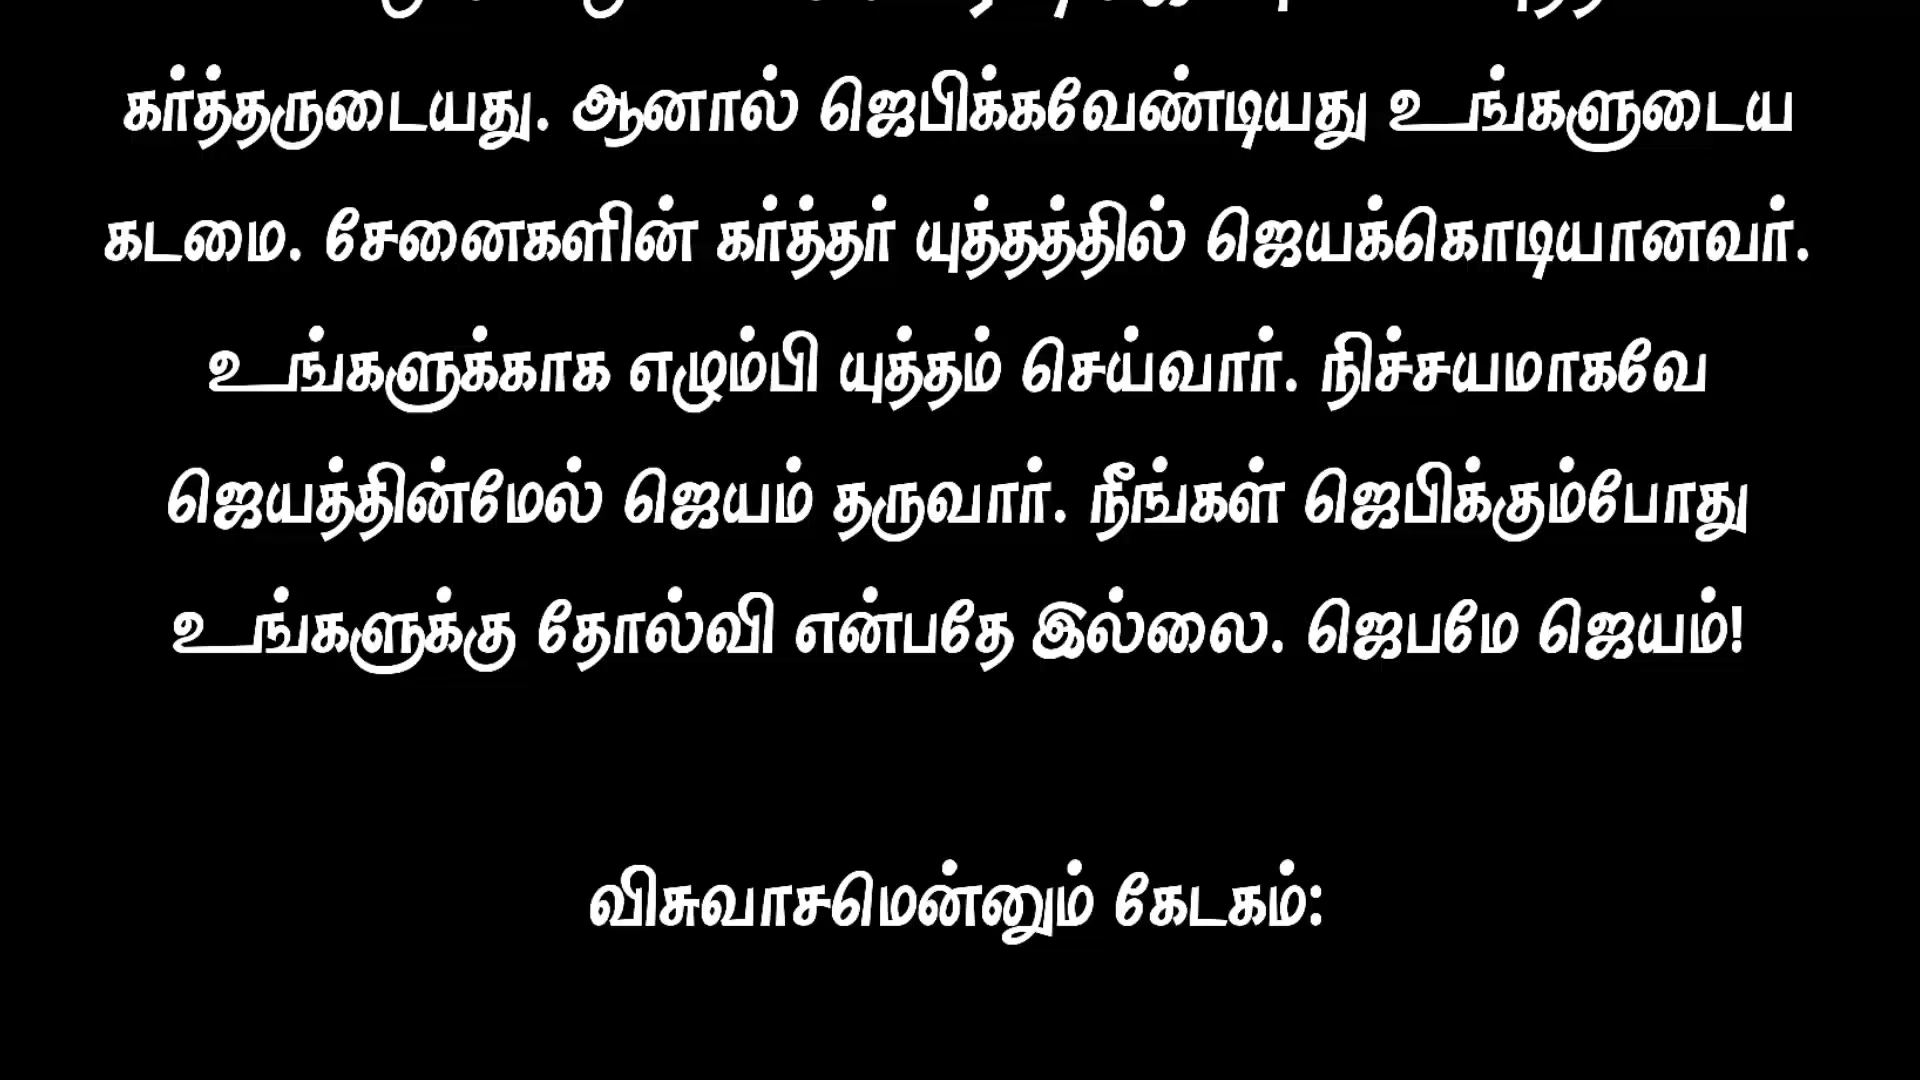 கர்த்தருடையது. ஆனால் ஜெபிக்கவேண்டியது உங்களுடைய
கடமை. சேனைகளின் கர்த்தர் யுத்தத்தில் ஜெயக்கொடியானவர்.
உங்களுக்காக எழும்பி யுத்தம் செய்வார். நிச்சயமாகவே
ஜெயத்தின்மேல் ஜெயம் தருவார். நீங்கள் ஜெபிக்கும்போது
உங்களுக்கு தோல்வி என்பதே இல்லை. ஜெபமே ஜெயம்!
விசுவாசமென்னும் கேடகம்: